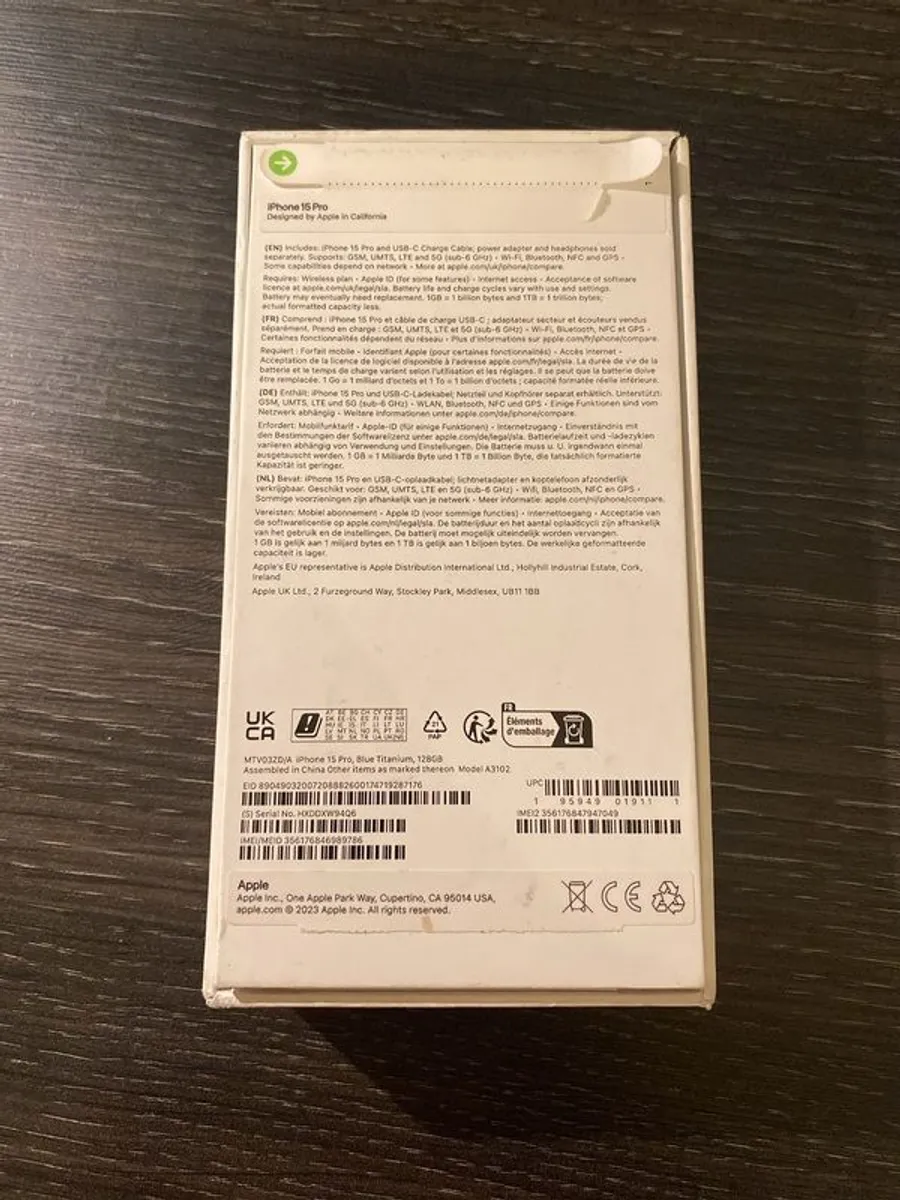 iPhone 15 Pro
Designed by Apple in California
(EN) Includes: iPhone 15 Pro and USB-C Charge Cable; power adapter and headphones sold
separately. Supports: GSM, UMTS, LTE and 5G (sub-6 GHz) • Wi-Fi, Bluetooth, NFC and GPS •
Some capabilities depend on network • More at apple.com/uk/iphone/compare.
Requires: Wireless plan • Apple ID (for some features) • Internet access • Acceptance of software
licence at apple.com/uk/legal/sla. Battery life and charge cycles vary with use and settings.
Battery may eventually need replacement. 1GB = 1 billion bytes and 1TB = 1 trillion bytes;
actual formatted capacity less.
(FR) Comprend : iPhone 15 Pro et câble de charge USB-C ; adaptateur secteur et écouteurs vendus
séparément. Prend en charge : GSM, UMTS, LTE et 5G (sub-6 GHz) • Wi-Fi, Bluetooth, NFC et GPS •
Certaines fonctionnalités dépendent du réseau • Plus d'informations sur apple.com/fr/iphone/compare.
Requiert : Forfait mobile • Identifiant Apple (pour certaines fonctionnalités) • Accès Internet •
Acceptation de la licence de logiciel disponible à l'adresse apple.com/fr/legal/sla. La durée de vie de la
batterie et le temps de charge varient selon l'utilisation et les réglages. Il se peut que la batterie doive
être remplacée. 1 Go = 1 milliard d'octets et 1 To = 1 billion d'octets ; capacité formatée réelle inférieure.
(DE) Enthält: iPhone 15 Pro und USB-C-Ladekabel; Netzteil und Kopfhörer separat erhältlich. Unterstützt:
GSM, UMTS, LTE und 5G (sub-6 GHz) • WLAN, Bluetooth, NFC und GPS • Einige Funktionen sind vom
Netzwerk abhängig • Weitere Informationen unter apple.com/de/iphone/compare.
Erfordert: Mobilfunktarif • Apple-ID (für einige Funktionen) • Internetzugang • Einverständnis mit
den Bestimmungen der Softwarelizenz unter apple.com/de/legal/sla. Batterielaufzeit und -ladezyklen
variieren abhängig von Verwendung und Einstellungen. Die Batterie muss u. U. irgendwann einmal
ausgetauscht werden. 1 GB = 1 Milliarde Byte und 1 TB = 1 Billion Byte, die tatsächlich formatierte
Kapazität ist geringer.
(NL) Bevat: iPhone 15 Pro en USB-C-oplaadkabel; lichtnetadapter en koptelefoon afzonderlijk
verkrijgbaar. Geschikt voor: GSM, UMTS, LTE en 5G (sub-6 GHz) • Wifi, Bluetooth, NFC en GPS •
Sommige voorzieningen zijn afhankelijk van je netwerk • Meer informatie: apple.com/nl/iphone/compare.
Vereisten: Mobiel abonnement • Apple ID (voor sommige functies) • Internettoegang • Acceptatie van
de softwarelicentie op apple.com/nl/legal/sla. De batterijduur en het aantal oplaadcycli zijn afhankelijk
van het gebruik en de instellingen. De batterij moet mogelijk uiteindelijk worden vervangen.
1 GB is gelijk aan 1 miljard bytes en 1 TB is gelijk aan 1 biljoen bytes. De werkelijke geformatteerde
capaciteit is lager.
Apple's EU representative is Apple Distribution International Ltd., Hollyhill Industrial Estate, Cork,
Ireland
Apple UK Ltd., 2 Furzeground Way, Stockley Park, Middlesex, UB11 1BB
UK
CA
21
PAP
FR
Éléments
d'emballage
MTV03ZD/A iPhone 15 Pro, Blue Titanium, 128GB
Assembled in China Other items as marked thereon Model A3102
EID 89049032007208882600174719287176
UPC
1 95949 01911 1
(S) Serial No. HXDDXW94Q6
IMEI2 356176847947049
IMEI/MEID 356176846989786
Apple
Apple Inc., One Apple Park Way, Cupertino, CA 95014 USA,
apple.com © 2023 Apple Inc. All rights reserved.
CE